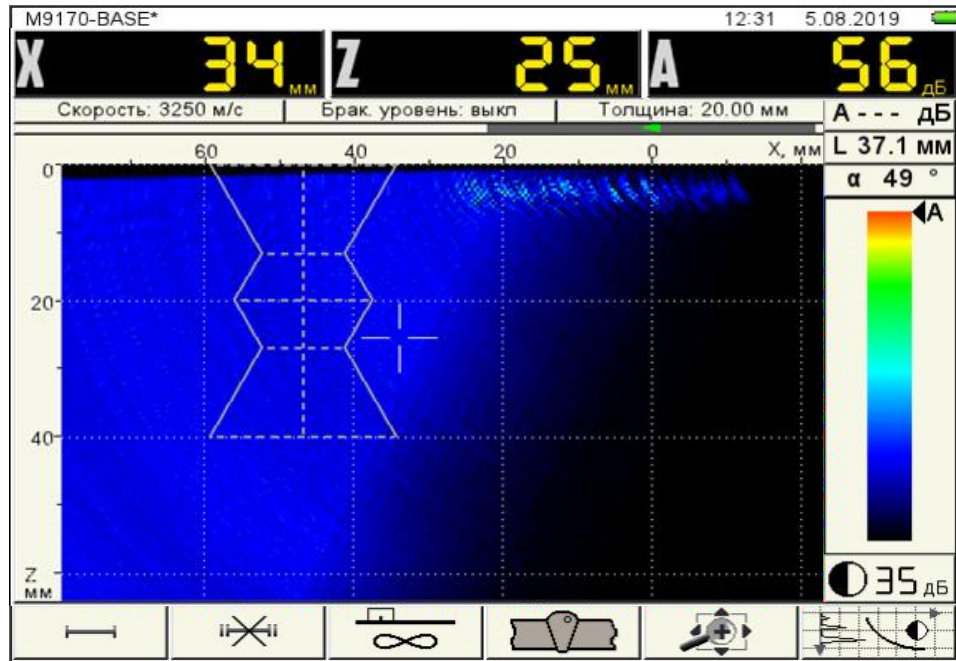 M9170-BASE* 12:31 5.08.2019
X 34 мм Z 25 мм A 56 дБ
Скорость: 3250 м/с Брак. уровень: выкл Толщина: 20.00 мм
A - - - дБ
L 37.1 мм
α 49 °
60 40 20 0 X, мм
0
20
40
Z
мм
A
35 дБ